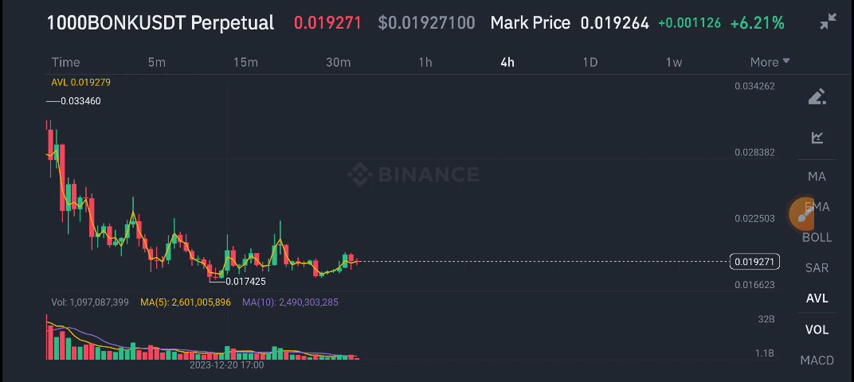 1000BONKUSDT Perpetual 0.019271 $0.01927100 Mark Price 0.019264 +0.001126 +6.21%
Time 5m 15m 30m 1h 4h 1D 1w More
AVL 0.019279
0.034262
0.033460
MA
0.028382
BINANCE
EMA
0.022503
BOLL
0.019271
SAR
0.017425
0.016623
Vol: 1,097,087,399 MA(5): 2,601,005,896 MA(10): 2,490,303,285
AVL
32B
VOL
1.1B
MACD
2023-12-20 17:00